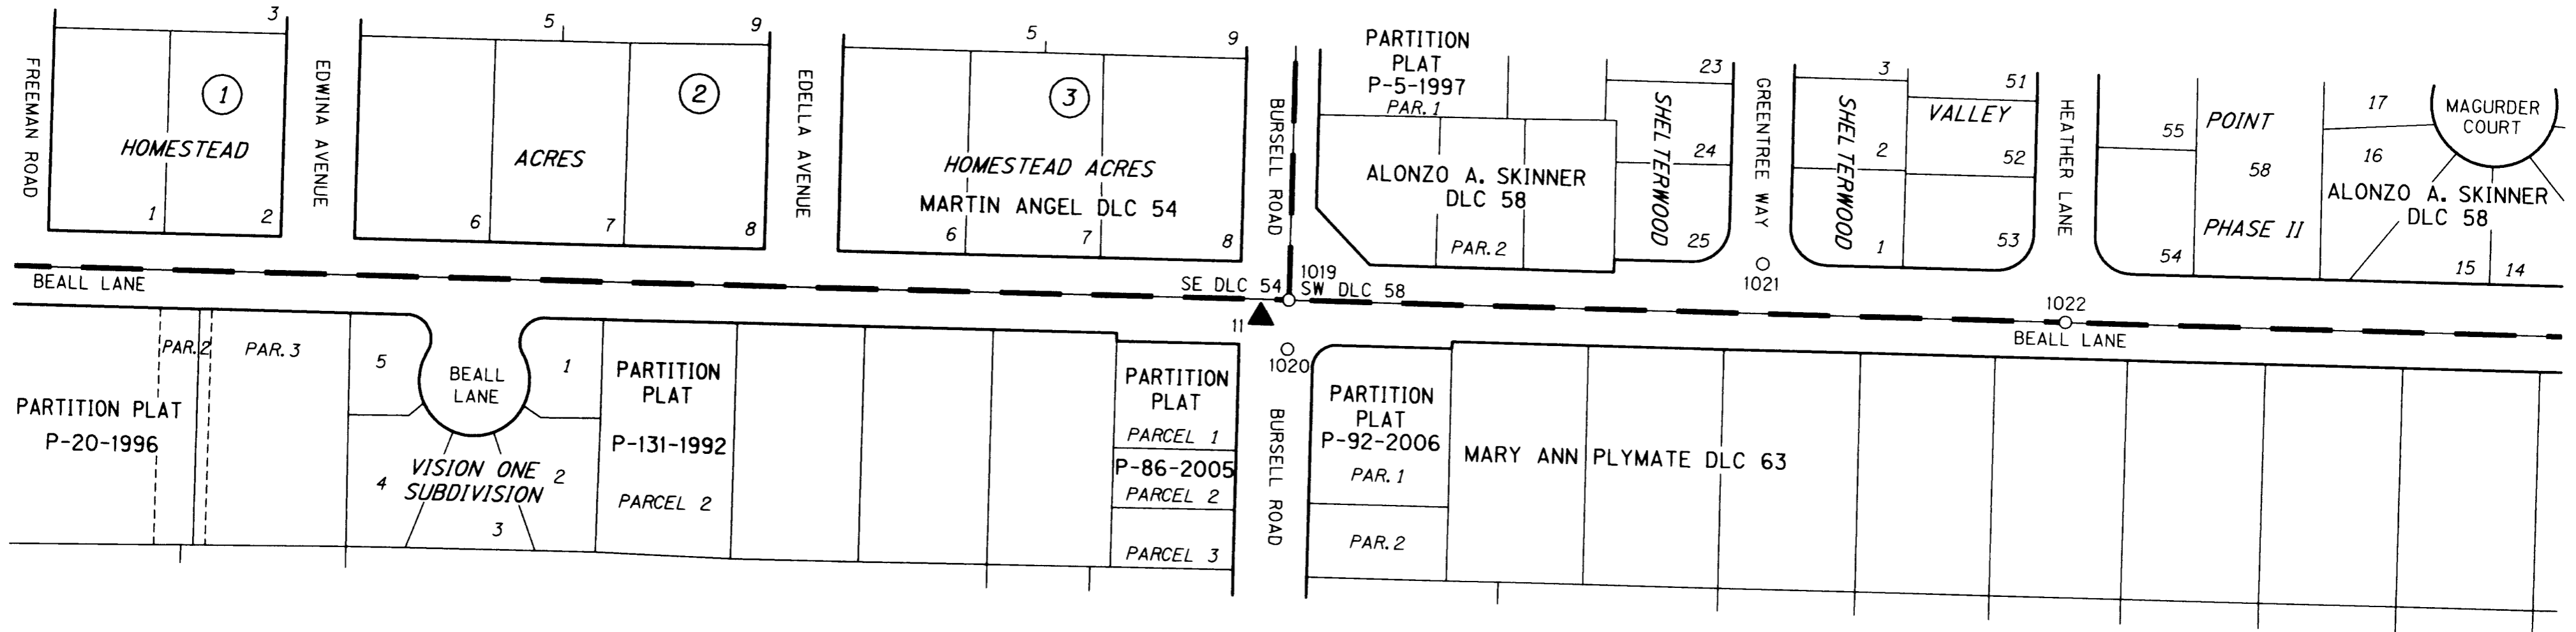 FREEMAN ROAD
3
1
HOMESTEAD
1
2
EDWINA AVENUE
5
9
2
ACRES
6
7
8
EDELLA AVENUE
5
9
3
HOMESTEAD ACRES
MARTIN ANGEL DLC 54
6
7
8
BURSELL ROAD
PARTITION
PLAT
P-5-1997
PAR. 1
ALONZO A. SKINNER
DLC 58
PAR. 2
23
SHELTERWOOD
24
25
GREENTREE WAY
1021
3
SHELTERWOOD
2
1
51
VALLEY
52
53
HEATHER LANE
55
54
POINT
58
PHASE II
17
16
MAGURDER
COURT
ALONZO A. SKINNER
DLC 58
15
14
BEALL LANE
SE DLC 54
1019
SW DLC 58
11
1020
1022
BEALL LANE
PARTITION PLAT
P-20-1996
PAR. 2
PAR. 3
5
BEALL
LANE
1
4
VISION ONE
SUBDIVISION
2
3
PARTITION
PLAT
P-131-1992
PARCEL 2
PARTITION
PLAT
PARCEL 1
P-86-2005
PARCEL 2
PARCEL 3
BURSELL ROAD
PARTITION
PLAT
P-92-2006
PAR. 1
PAR. 2
MARY ANN PLYMATE DLC 63